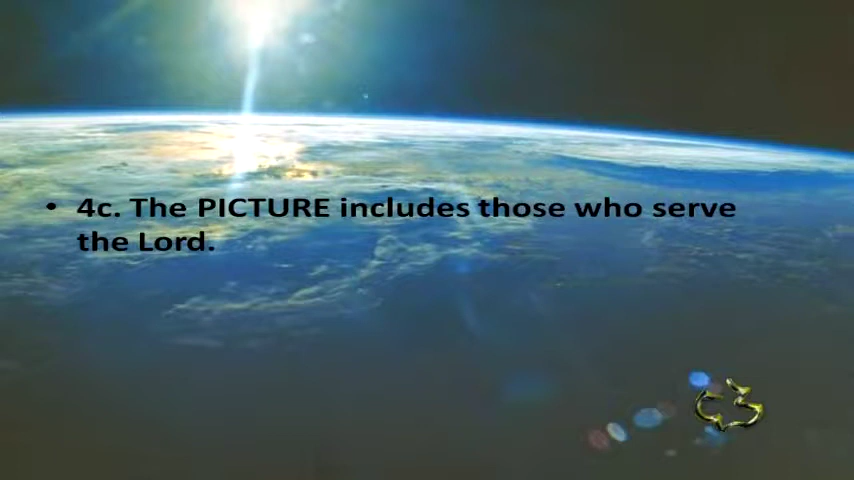 • 4c. The PICTURE includes those who serve
the Lord.